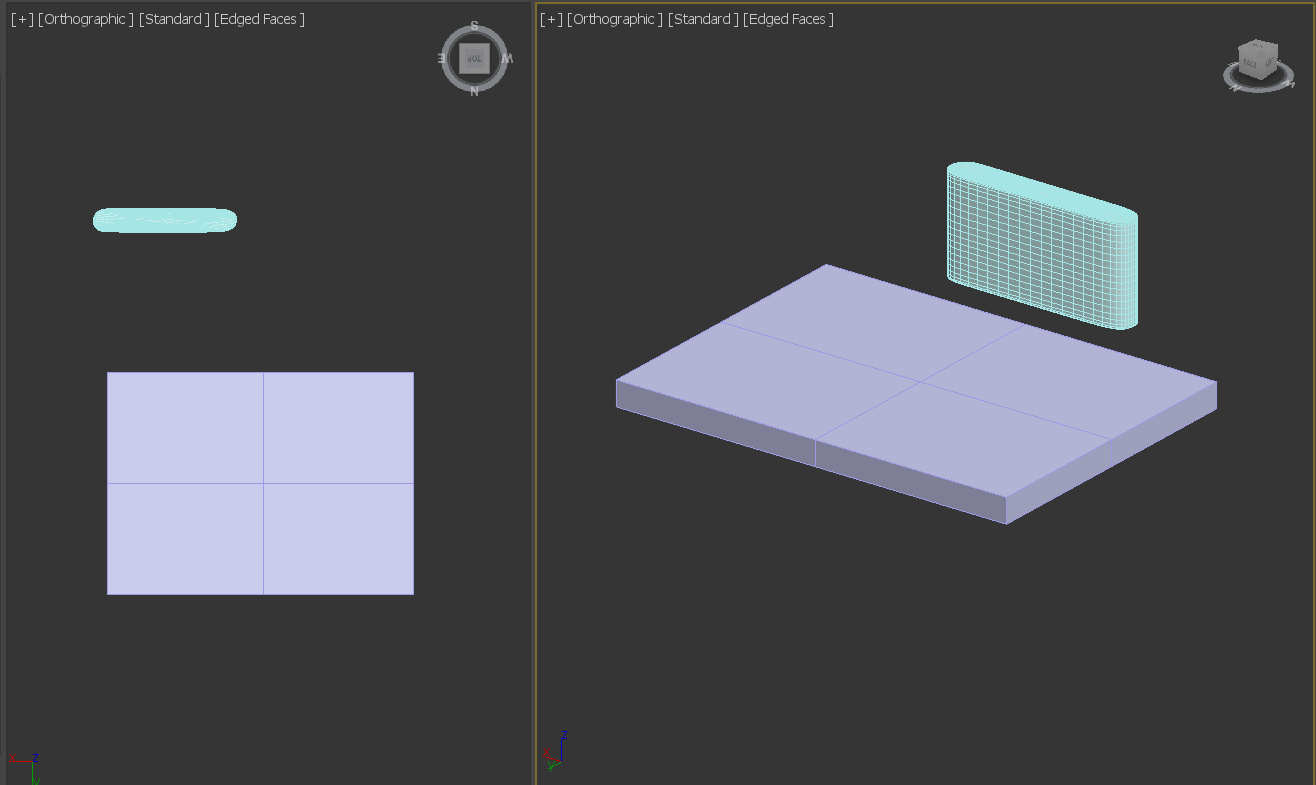 [+] [Orthographic ] [Standard ] [Edged Faces ]
S
E
TOP
W
N
x
z
y
[+] [Orthographic ] [Standard ] [Edged Faces ]
N
z
x
y